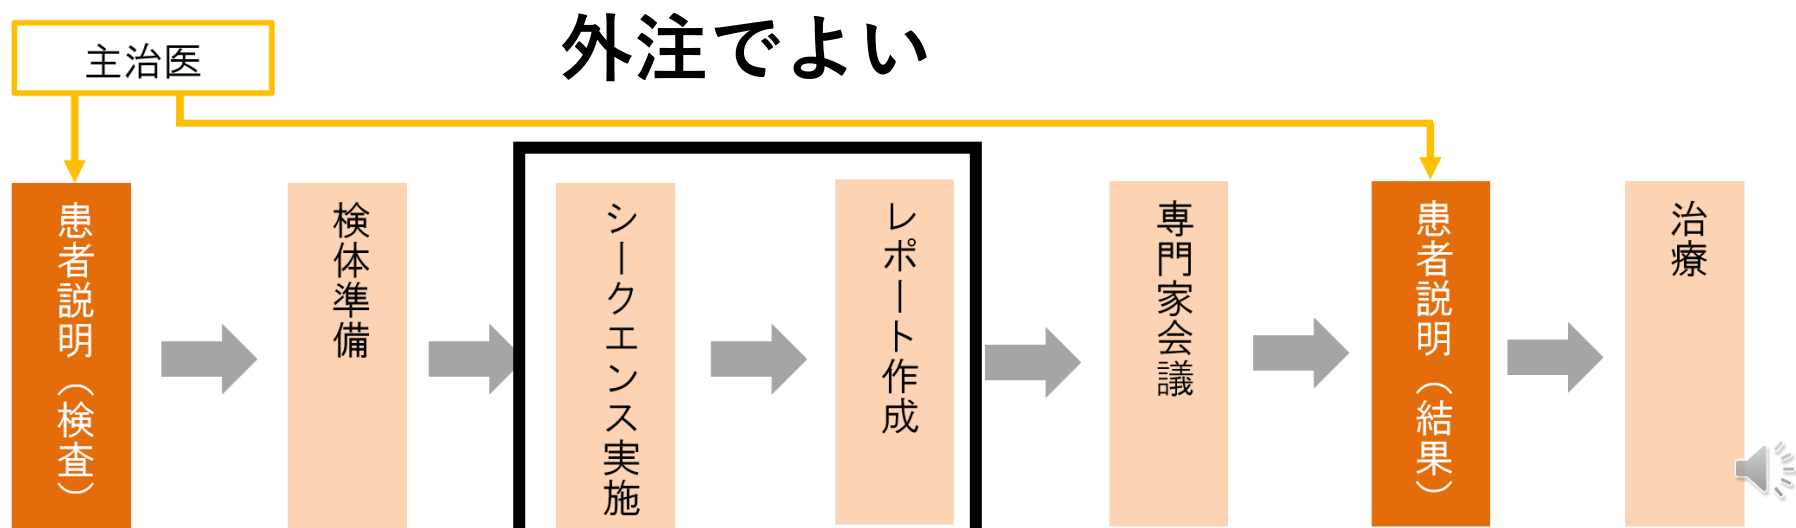 外注でよい
主治医
患者説明（検査）
検体準備
シークエンス実施
レポート作成
専門家会議
患者説明（結果）
治療